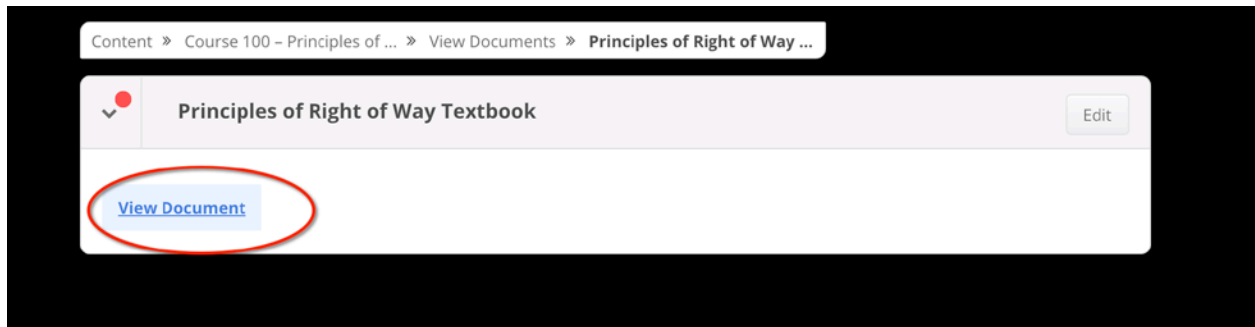 Content » Course 100 – Principles of ... » View Documents » Principles of Right of Way ...
Principles of Right of Way Textbook
Edit
View Document